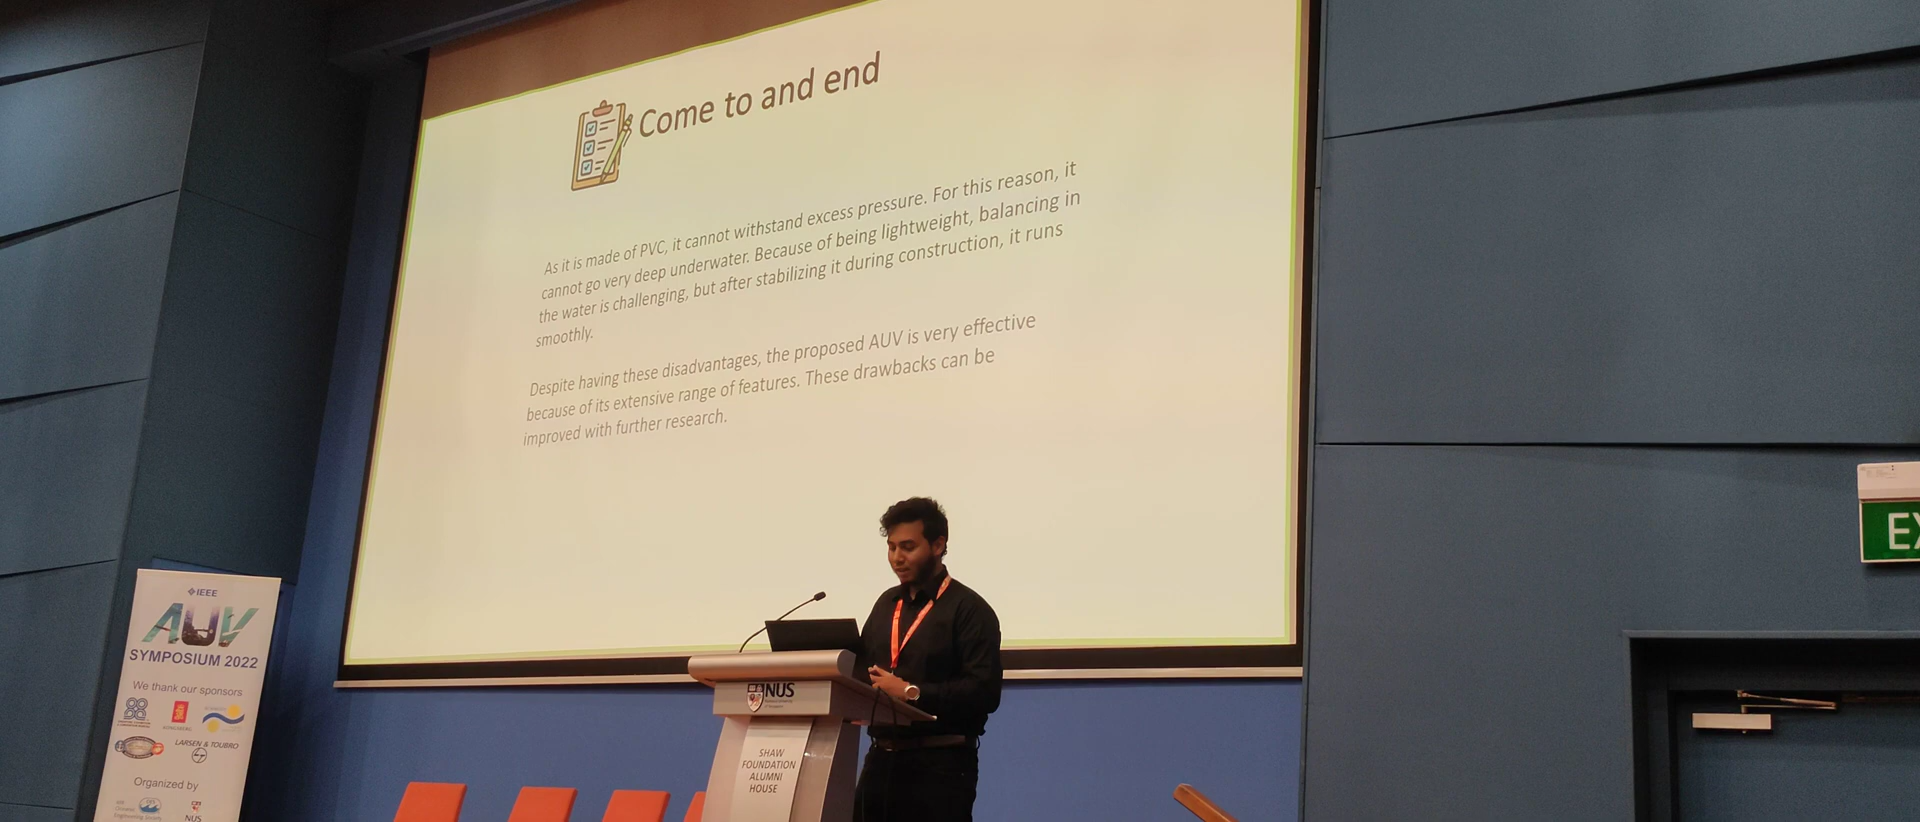 Come to and end
As it is made of PVC, it cannot withstand excess pressure. For this reason, it
cannot go very deep underwater. Because of being lightweight, balancing in
the water is challenging, but after stabilizing it during construction, it runs
smoothly.
Despite having these disadvantages, the proposed AUV is very effective
because of its extensive range of features. These drawbacks can be
improved with further research.
IEEE
AUV
SYMPOSIUM 2022
We thank our sponsors
KONGSBERG
LARSEN & TOUBRO
Organized by
NUS
NUS
SHAW
FOUNDATION
ALUMNI
HOUSE
EX